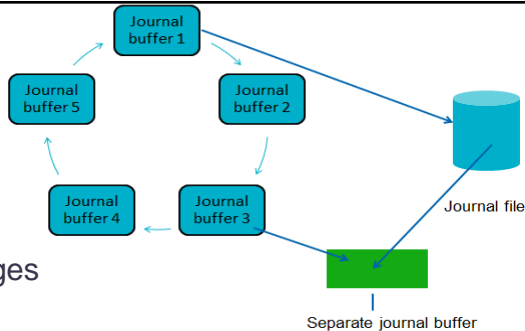 Journal
buffer 1
Journal
buffer 5
Journal
buffer 2
Journal
buffer 4
Journal
buffer 3
Journal file
ges
Separate journal buffer